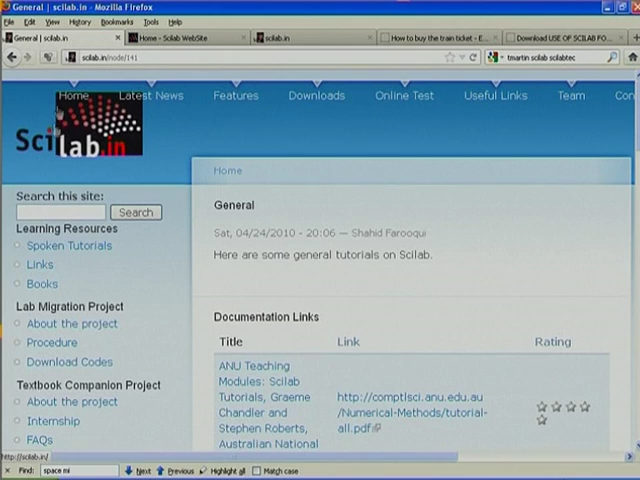 General | scilab.in - Mozilla Firefox
File Edit View History Bookmarks Tools Help
General | scilab.in × Home - Scilab WebSite scilab.in How to buy the train ticket - E... Download USE OF SCILAB FO...
scilab.in/node/141 tmartin scilab scilabtec
Home Latest News Features Downloads Online Test Useful Links Team Con
Scilab.in
Home
Search this site:
Search
Learning Resources
Spoken Tutorials
Links
Books
Lab Migration Project
About the project
Procedure
Download Codes
Textbook Companion Project
About the project
Internship
FAQs
General
Sat, 04/24/2010 - 20:06 — Shahid Farooqui
Here are some general tutorials on Scilab.
Documentation Links
Title Link Rating
ANU Teaching
Modules: Scilab
Tutorials, Graeme
Chandler and
Stephen Roberts,
Australian National
http://comptlsci.anu.edu.au
/Numerical-Methods/tutorial-
all.pdf
http://scilab.in/
× Find: space mi Next Previous Highlight all Match case